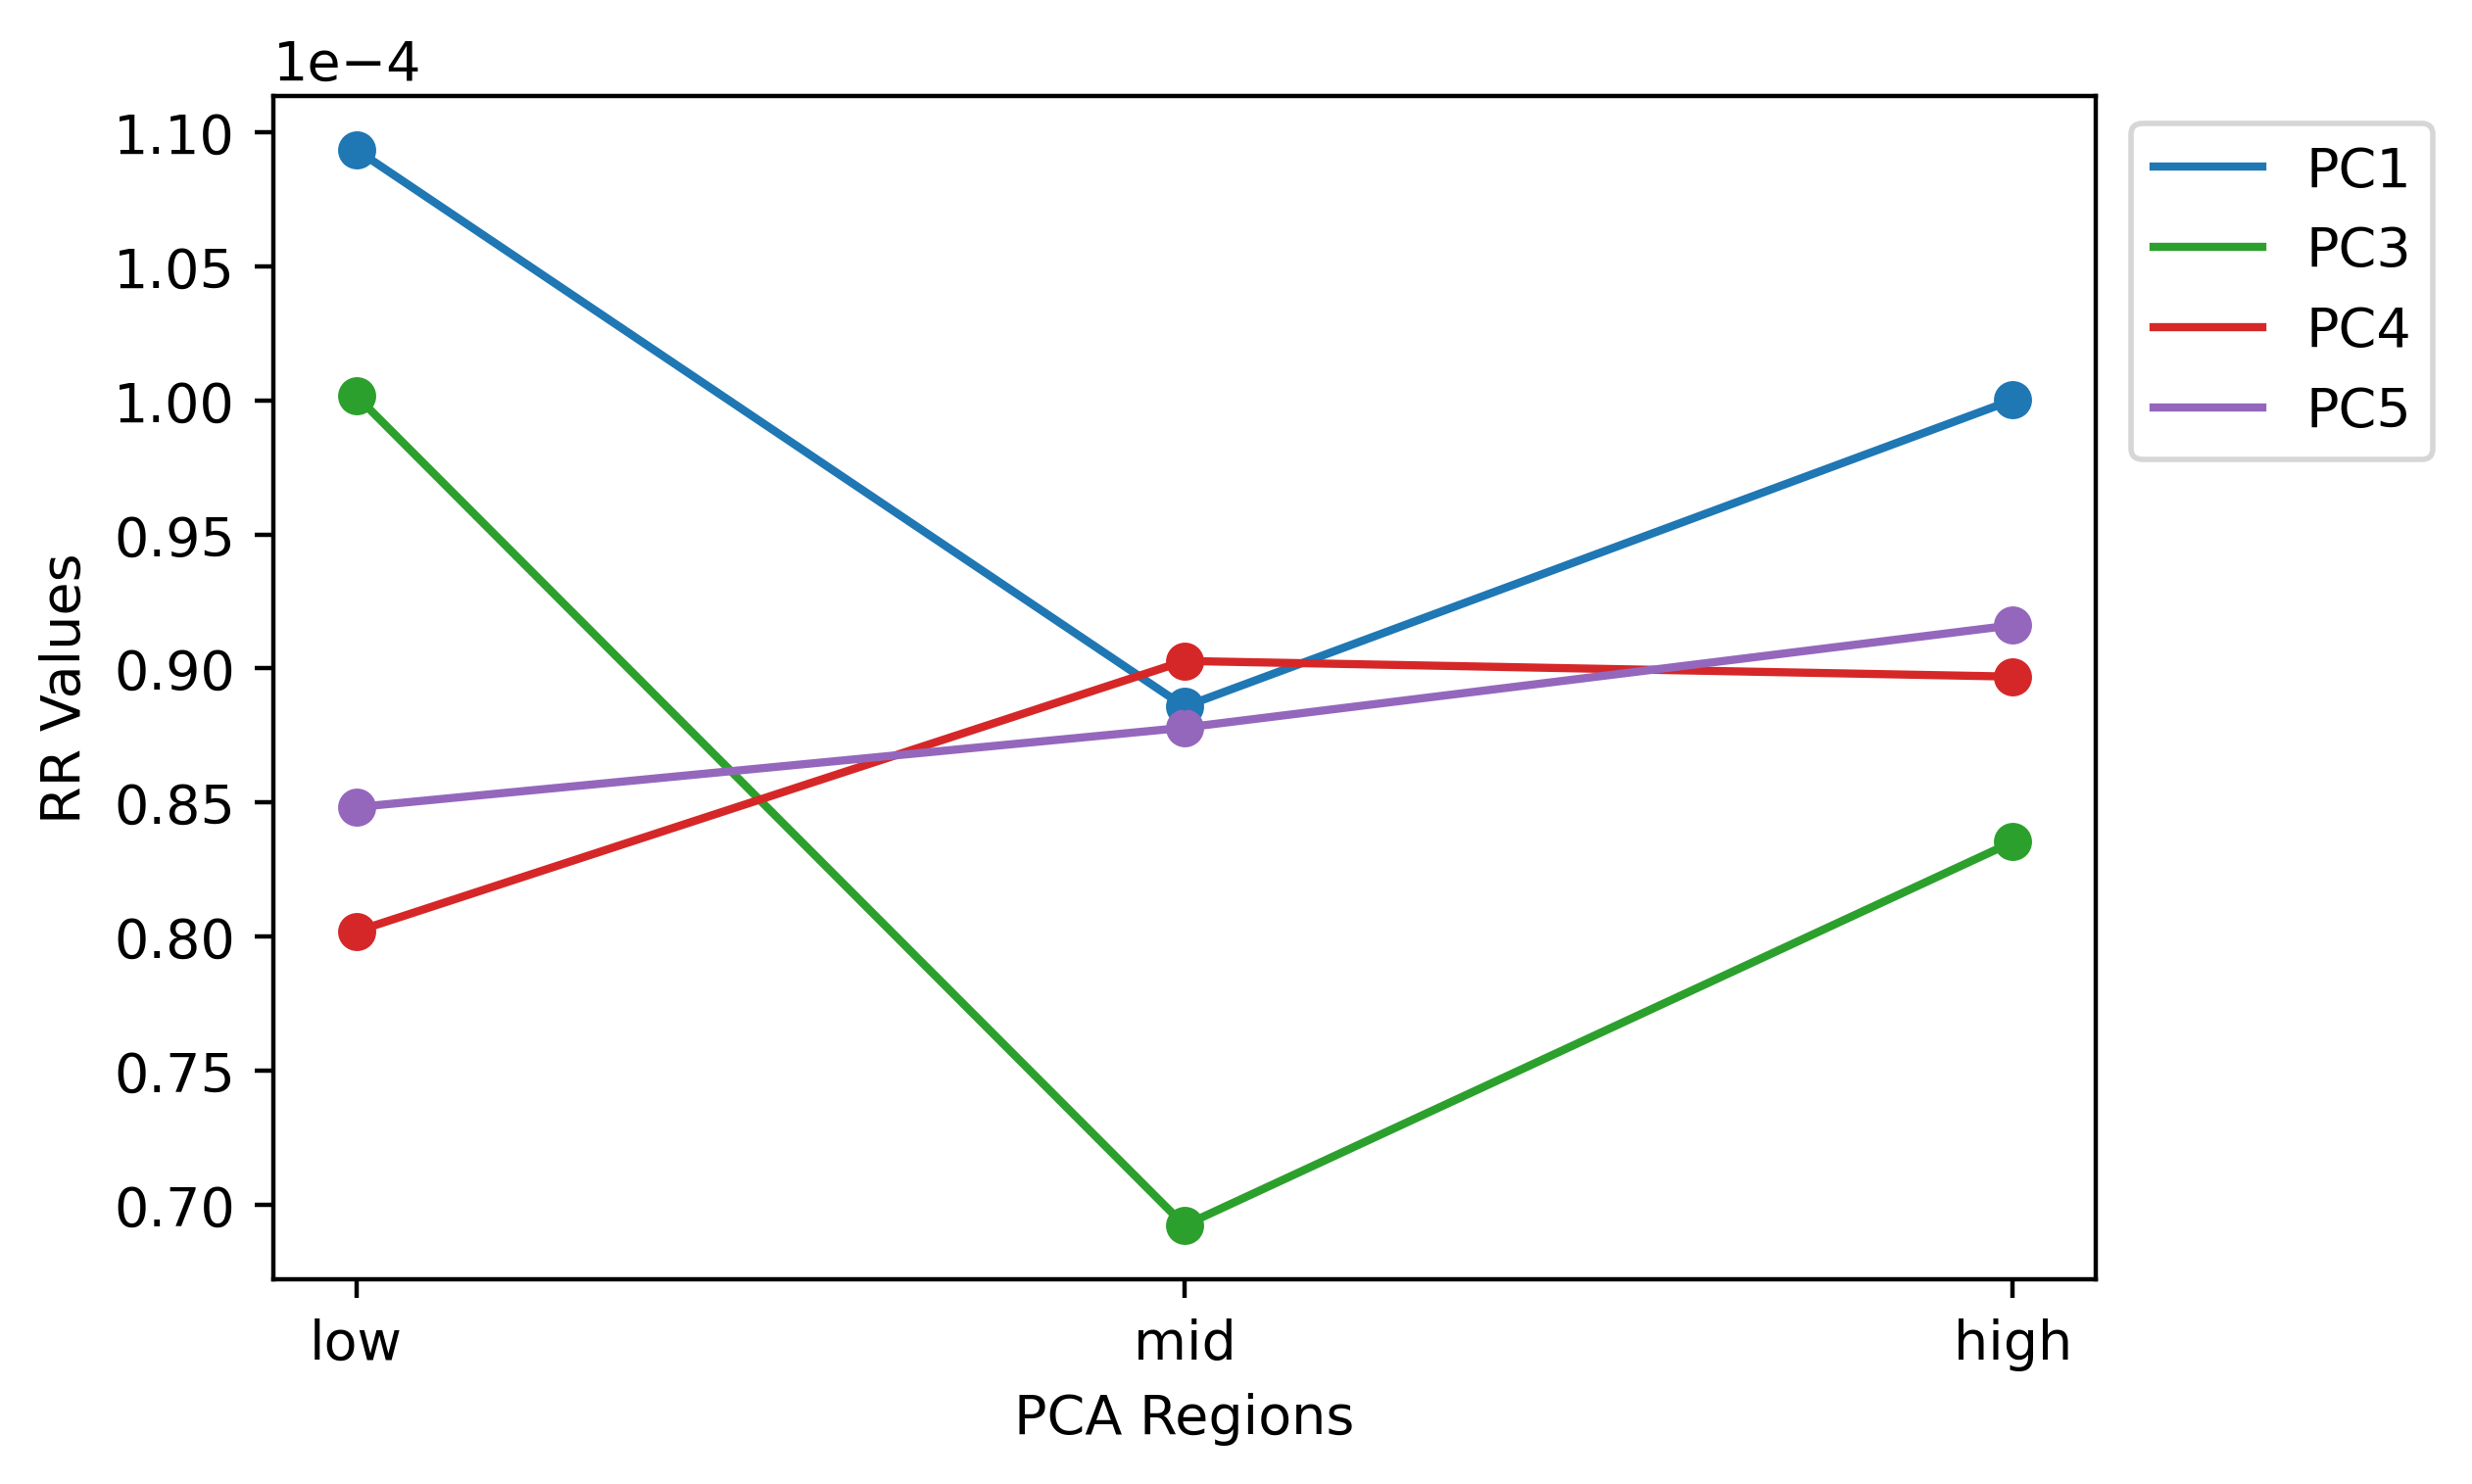 1e−4
1.10
1.05
1.00
0.95
0.90
0.85
0.80
0.75
0.70
RR Values
low
mid
high
PCA Regions
PC1
PC3
PC4
PC5